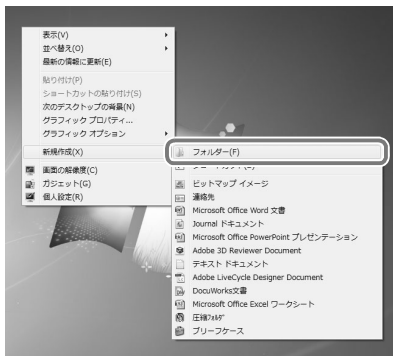 表示(V)
並べ替え(O)
最新の情報に更新(E)
貼り付け(P)
ショートカットの貼り付け(S)
次のデスクトップの背景(N)
グラフィック プロパティ...
グラフィック オプション
新規作成(X)
画面の解像度(C)
ガジェット(G)
個人設定(R)
フォルダー(F)
ビットマップ イメージ
連絡先
Microsoft Office Word 文書
Journal ドキュメント
Microsoft Office PowerPoint プレゼンテーション
Adobe 3D Reviewer Document
テキスト ドキュメント
Adobe LiveCycle Designer Document
DocuWorks文書
Microsoft Office Excel ワークシート
圧縮ﾌｫﾙﾀﾞ
ブリーフケース